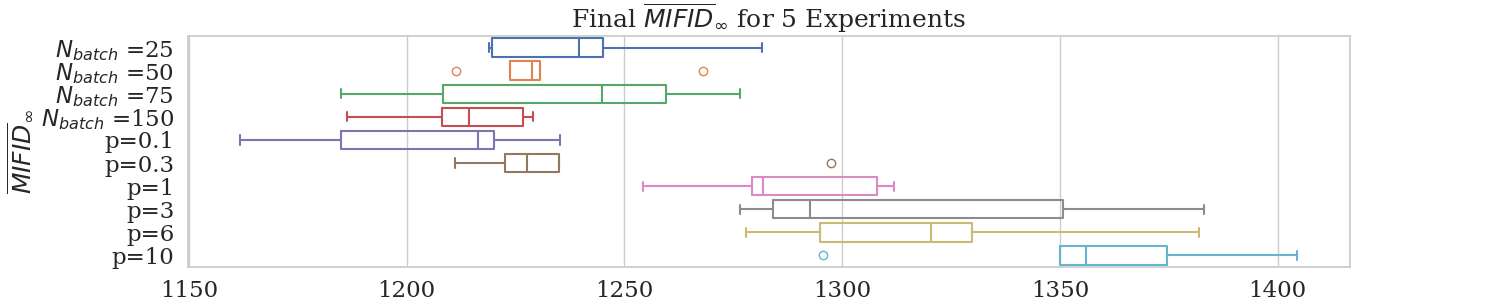 Final $\overline{MIFID}_\infty$ for 5 Experiments
$\overline{MIFID}_\infty$
$N_{batch}$ =25
$N_{batch}$ =50
$N_{batch}$ =75
$N_{batch}$ =150
p=0.1
p=0.3
p=1
p=3
p=6
p=10
1150 1200 1250 1300 1350 1400